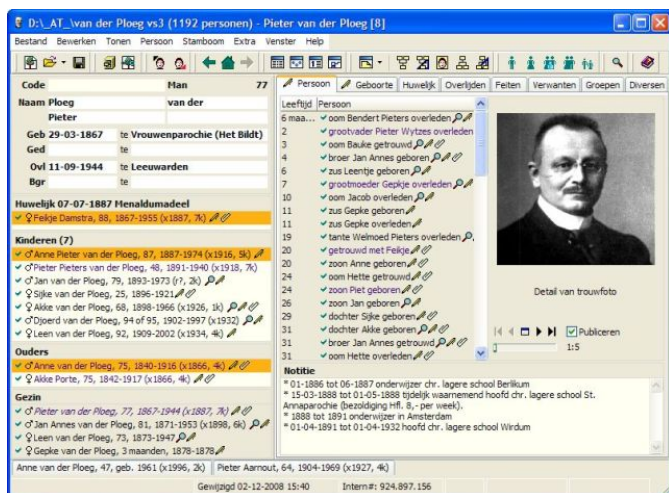 D:\_AT_\van der Ploeg vs3 (1192 personen) - Pieter van der Ploeg [8]
Bestand Bewerken Tonen Persoon Stamboom Extra Venster Help
Code Man 77
Naam Ploeg van der
Pieter
Geb 29-03-1867 te Vrouwenparochie (Het Bildt)
Ged te
Ovl 11-09-1944 te Leeuwarden
Bgr te
Huwelijk 07-07-1887 Menaldumadeel
♀Feikje Damstra, 88, 1867-1955 (x1887, 7k)
Kinderen (7)
♂Anne Pieter van der Ploeg, 87, 1887-1974 (x1916, 5k)
♂Pieter Pieters van der Ploeg, 48, 1891-1940 (x1918, 7k)
♂Jan van der Ploeg, 79, 1893-1973 (r?, 2k)
♀Sijke van der Ploeg, 25, 1896-1921
♀Akke van der Ploeg, 68, 1898-1966 (x1926, 1k)
♂Djoerd van der Ploeg, 94 of 95, 1902-1997 (x1932)
♀Leen van der Ploeg, 92, 1909-2002 (x1934, 4k)
Ouders
♂Anne van der Ploeg, 75, 1840-1916 (x1866, 4k)
♀Akke Porte, 75, 1842-1917 (x1866, 4k)
Gezin
♂Pieter van der Ploeg, 77, 1867-1944 (x1887, 7k)
♂Jan Annes van der Ploeg, 81, 1871-1953 (x1898, 6k)
♀Leen van der Ploeg, 73, 1873-1947
♀Gepke van der Ploeg, 3 maanden, 1878-1878
Persoon Geboorte Huwelijk Overlijden Feiten Verwanten Groepen Diversen
Leeftijd Persoon
6 maa... oom Bendert Pieters overleden
2 grootvader Pieter Wytzes overleden
3 oom Bauke getrouwd
4 broer Jan Annes geboren
6 zus Leentje geboren
7 grootmoeder Gepkje overleden
10 oom Jacob overleden
11 zus Gepke geboren
11 zus Gepke overleden
19 tante Welmoed Pieters overleden
20 getrouwd met Feikje
20 zoon Anne geboren
24 oom Hette getrouwd
24 zoon Piet geboren
26 zoon Jan geboren
29 dochter Sijke geboren
31 dochter Akke geboren
31 broer Jan Annes getrouwd
31 oom Hette overleden
Detail van trouwfoto
Publiceren
1:5
Notitie
* 01-1886 tot 06-1887 onderwijzer chr. lagere school Berlikum
* 15-03-1888 tot 01-05-1888 tijdelijk waarnemend hoofd chr. lagere school St.
Annaparochie (bezoldiging Hfl. 8,- per week).
* 1888 tot 1891 onderwijzer in Amsterdam
* 01-04-1891 tot 01-04-1932 hoofd chr. lagere school Wirdum
Anne van der Ploeg, 47, geb. 1961 (x1996, 2k) Pieter Aarnout, 64, 1904-1969 (x1927, 4k)
Gewijzigd 02-12-2008 15:40 Intern#: 924.897.156